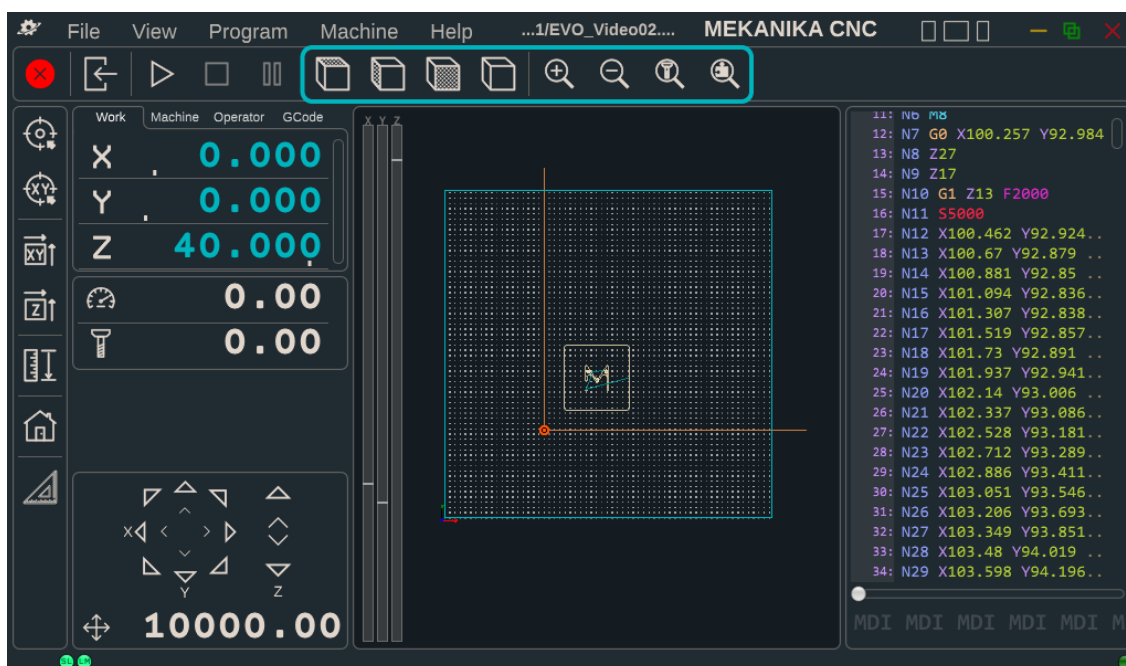 File View Program Machine Help ...1/EVO_Video02.... MEKANIKA CNC
Work Machine Operator GCode
X 0.000
Y 0.000
Z 40.000
0.00
0.00
XY
XY
Z
X
Y Z
10000.00
X Y Z
11: N6 M8
12: N7 G0 X100.257 Y92.984
13: N8 Z27
14: N9 Z17
15: N10 G1 Z13 F2000
16: N11 S5000
17: N12 X100.462 Y92.924..
18: N13 X100.67 Y92.879 ..
19: N14 X100.881 Y92.85 ..
20: N15 X101.094 Y92.836..
21: N16 X101.307 Y92.838..
22: N17 X101.519 Y92.857..
23: N18 X101.73 Y92.891 ..
24: N19 X101.937 Y92.941..
25: N20 X102.14 Y93.006 ..
26: N21 X102.337 Y93.086..
27: N22 X102.528 Y93.181..
28: N23 X102.712 Y93.289..
29: N24 X102.886 Y93.411..
30: N25 X103.051 Y93.546..
31: N26 X103.206 Y93.693..
32: N27 X103.349 Y93.851..
33: N28 X103.48 Y94.019 ..
34: N29 X103.598 Y94.196..
MDI MDI MDI MDI MDI M
SL LM